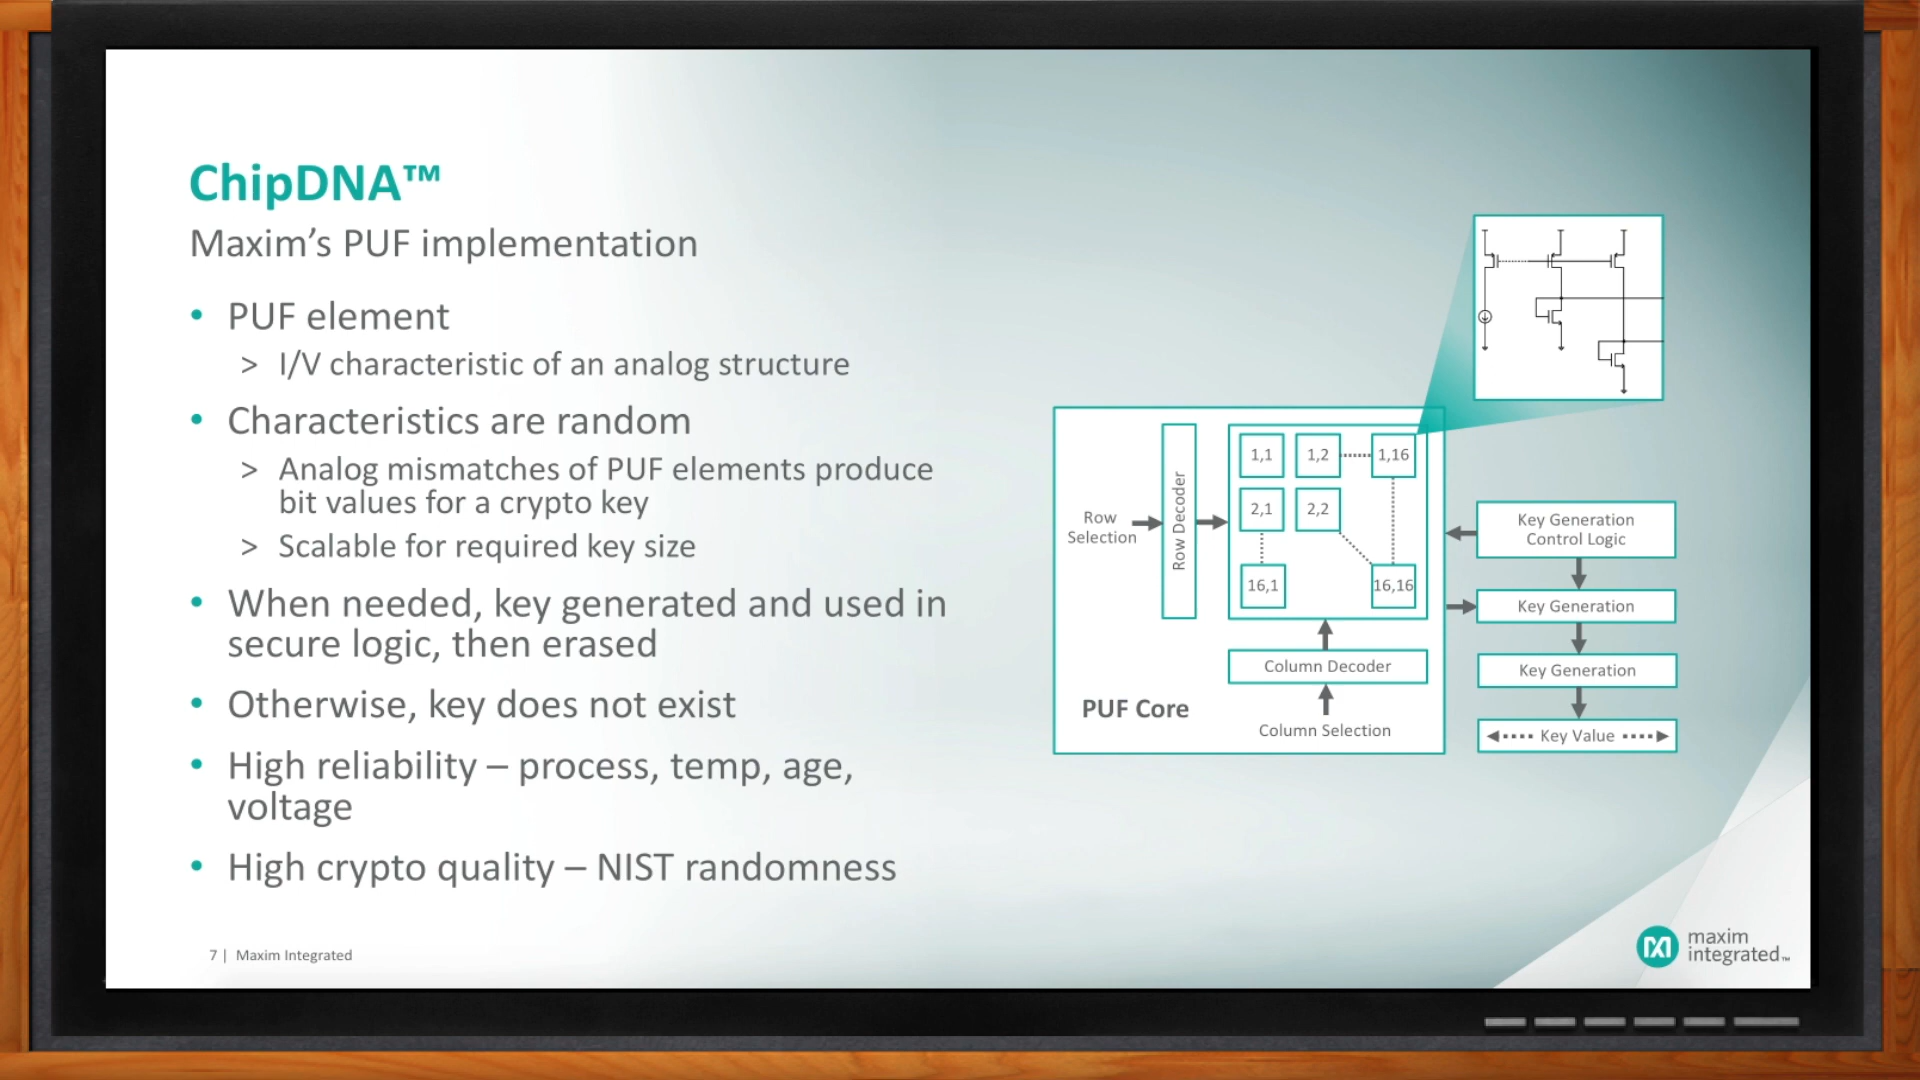 ChipDNA™
Maxim's PUF implementation
• PUF element
> I/V characteristic of an analog structure
• Characteristics are random
> Analog mismatches of PUF elements produce
bit values for a crypto key
> Scalable for required key size
• When needed, key generated and used in
secure logic, then erased
• Otherwise, key does not exist
• High reliability – process, temp, age,
voltage
• High crypto quality – NIST randomness
Row
Selection
Row Decoder
1,1
1,2
1,16
2,1
2,2
16,1
16,16
Column Decoder
Column Selection
PUF Core
Key Generation
Control Logic
Key Generation
Key Generation
Key Value
7 | Maxim Integrated
maxim
integrated™